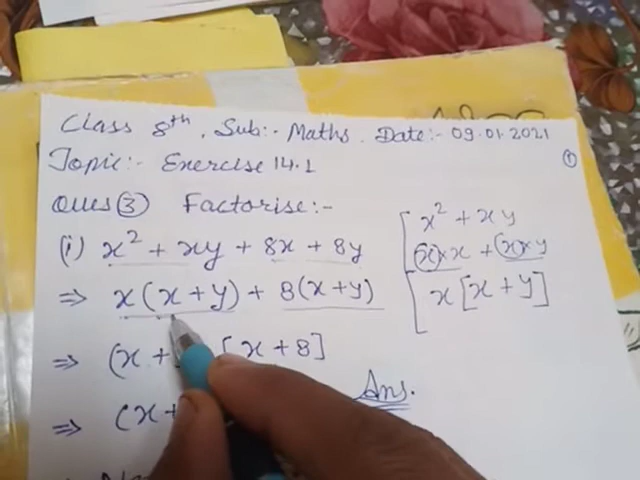 Class 8th. Sub:- Maths. Date:- 09.01.2021
Topic:- Exercise 14.1
①
Ques ③ Factorise:-
(i) x² + xy + 8x + 8y
⇒ x(x+y) + 8(x+y)
⇒ (x + [x+8]
⇒ (x+
Ans.
x² + xy
(x)×x + (x)×y
x[x+y]